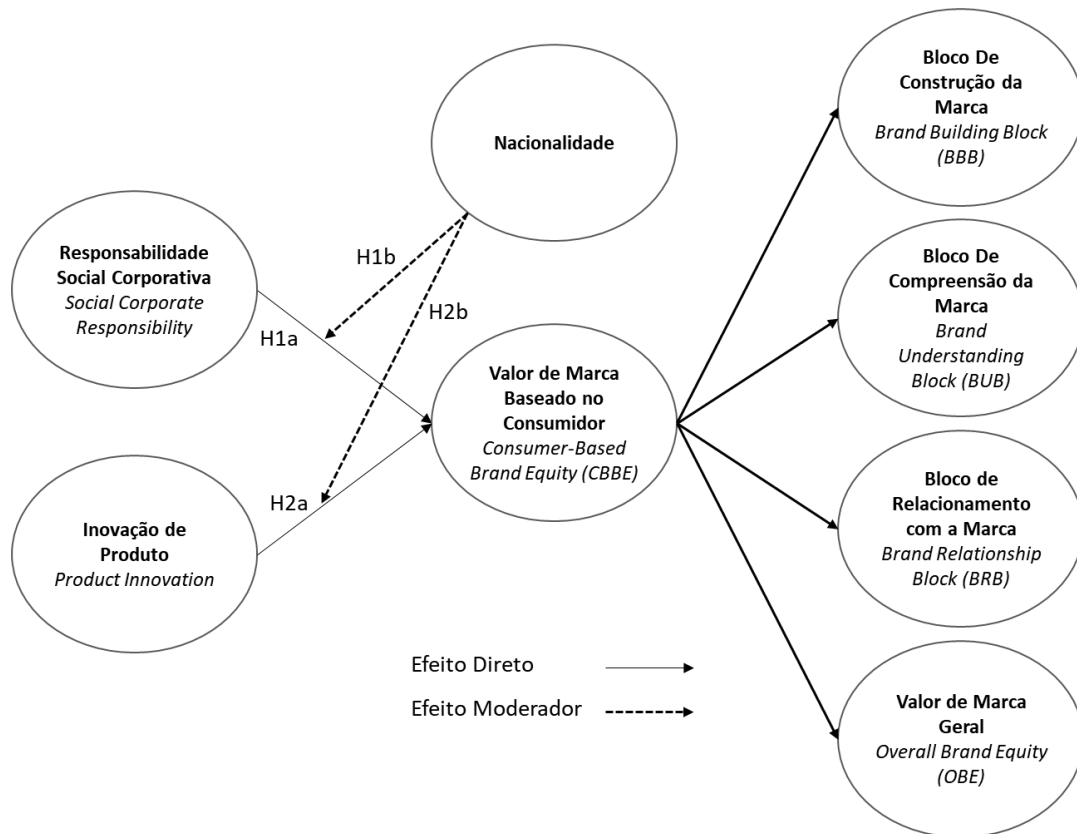 Bloco De
Construção da
Marca
Brand Building Block
(BBB)
Nacionalidade
Responsabilidade
Social Corporativa
Social Corporate
Responsibility
H1b
H2b
H1a
Bloco De
Compreensão da
Marca
Brand
Understanding
Block (BUB)
Valor de Marca
Baseado no
Consumidor
Consumer-Based
Brand Equity (CBBE)
H2a
Inovação de
Produto
Product Innovation
Bloco de
Relacionamento
com a Marca
Brand Relationship
Block (BRB)
Efeito Direto
Efeito Moderador
Valor de Marca
Geral
Overall Brand Equity
(OBE)